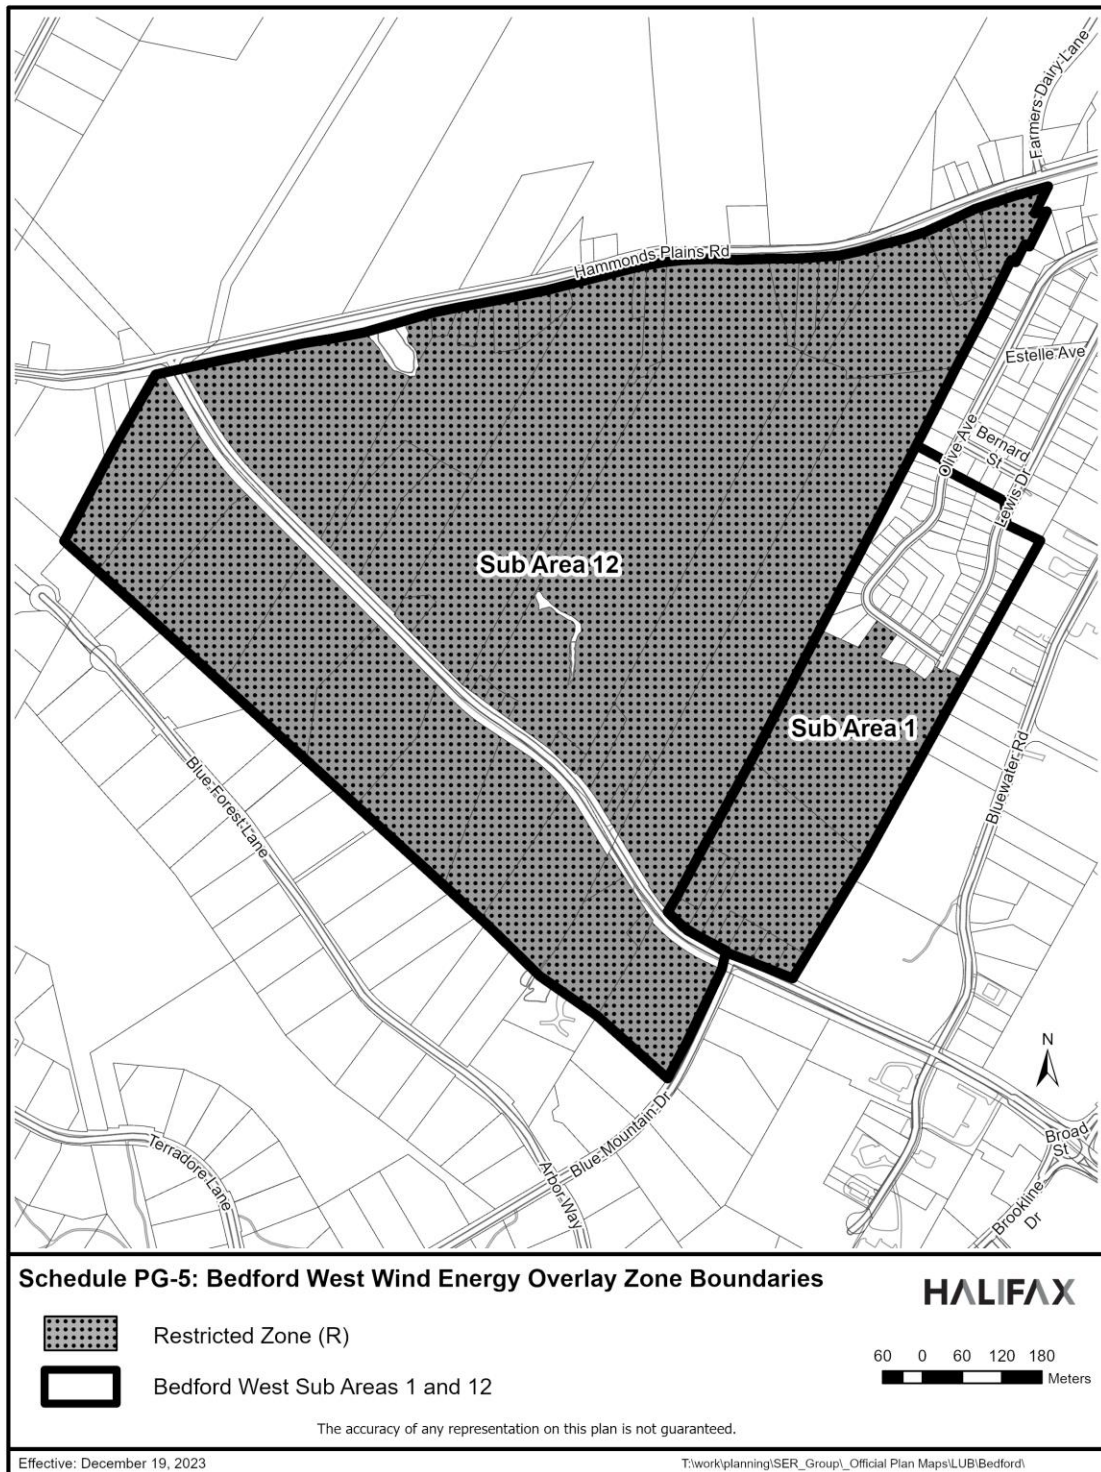 Farmers Dairy Lane
Hammonds Plains Rd
Estelle Ave
Olive Ave
Bernard
St
Lewis Dr
Sub Area 12
Sub Area 1
Bluewater Rd
Blue Forest Lane
N
Blue Mountain Dr
Broad
St
Terradore Lane
Arbor Way
Brookline
Dr
Schedule PG-5: Bedford West Wind Energy Overlay Zone Boundaries
HALIFAX
Restricted Zone (R)
60 0 60 120 180
Meters
Bedford West Sub Areas 1 and 12
The accuracy of any representation on this plan is not guaranteed.
Effective: December 19, 2023
T:\work\planning\SER_Group\_Official Plan Maps\LUB\Bedford\